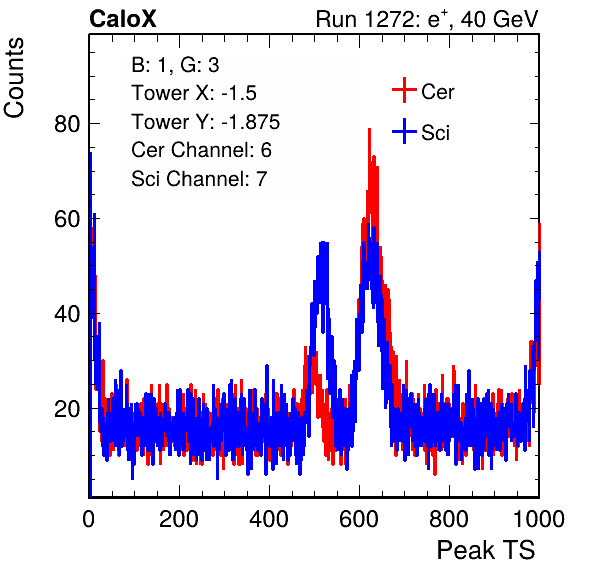 CaloX
Run 1272: e+, 40 GeV
Counts
B: 1, G: 3
Tower X: -1.5
Tower Y: -1.875
Cer Channel: 6
Sci Channel: 7
Cer
Sci
80
60
40
20
0 200 400 600 800 1000
Peak TS